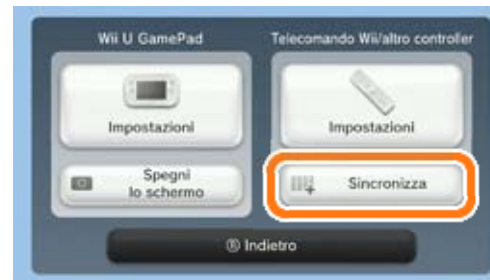 Wii U GamePad
Telecomando Wii/altro controller
Impostazioni
Impostazioni
Spegni
lo schermo
Sincronizza
Ⓑ Indietro